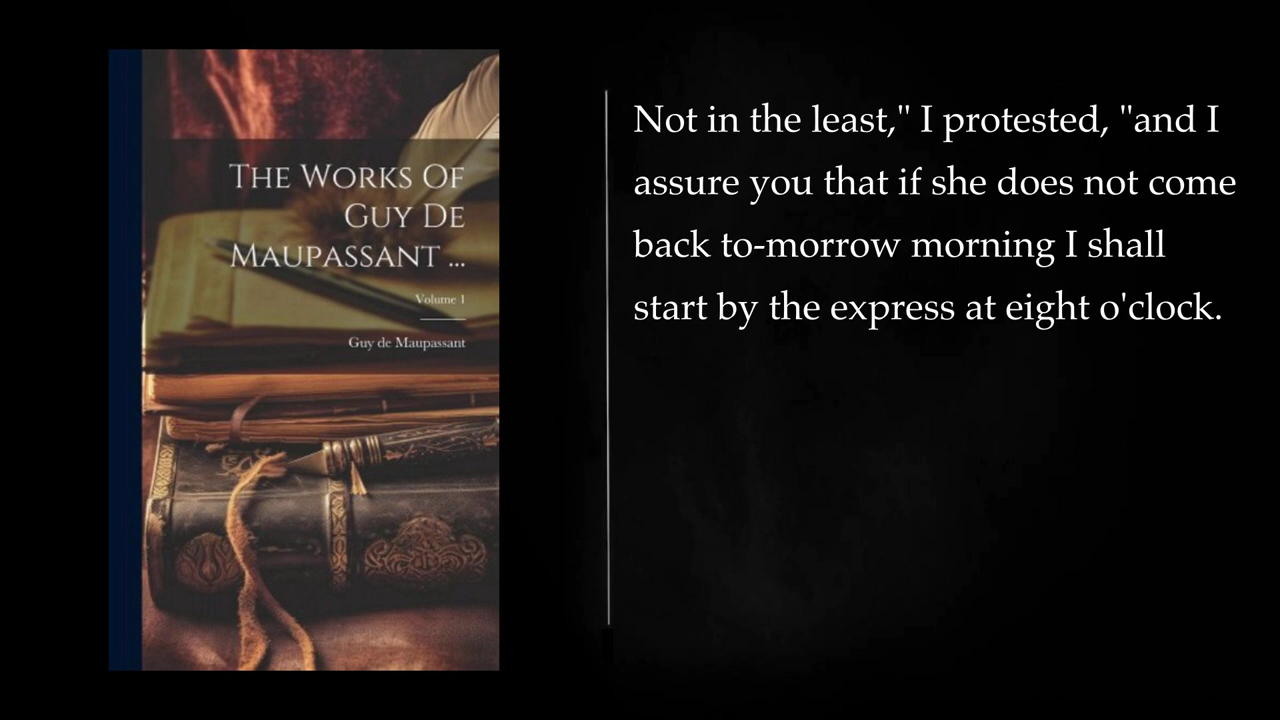 The Works Of
Guy De
Maupassant ...
Volume 1
Guy de Maupassant
Not in the least," I protested, "and I
assure you that if she does not come
back to-morrow morning I shall
start by the express at eight o'clock.